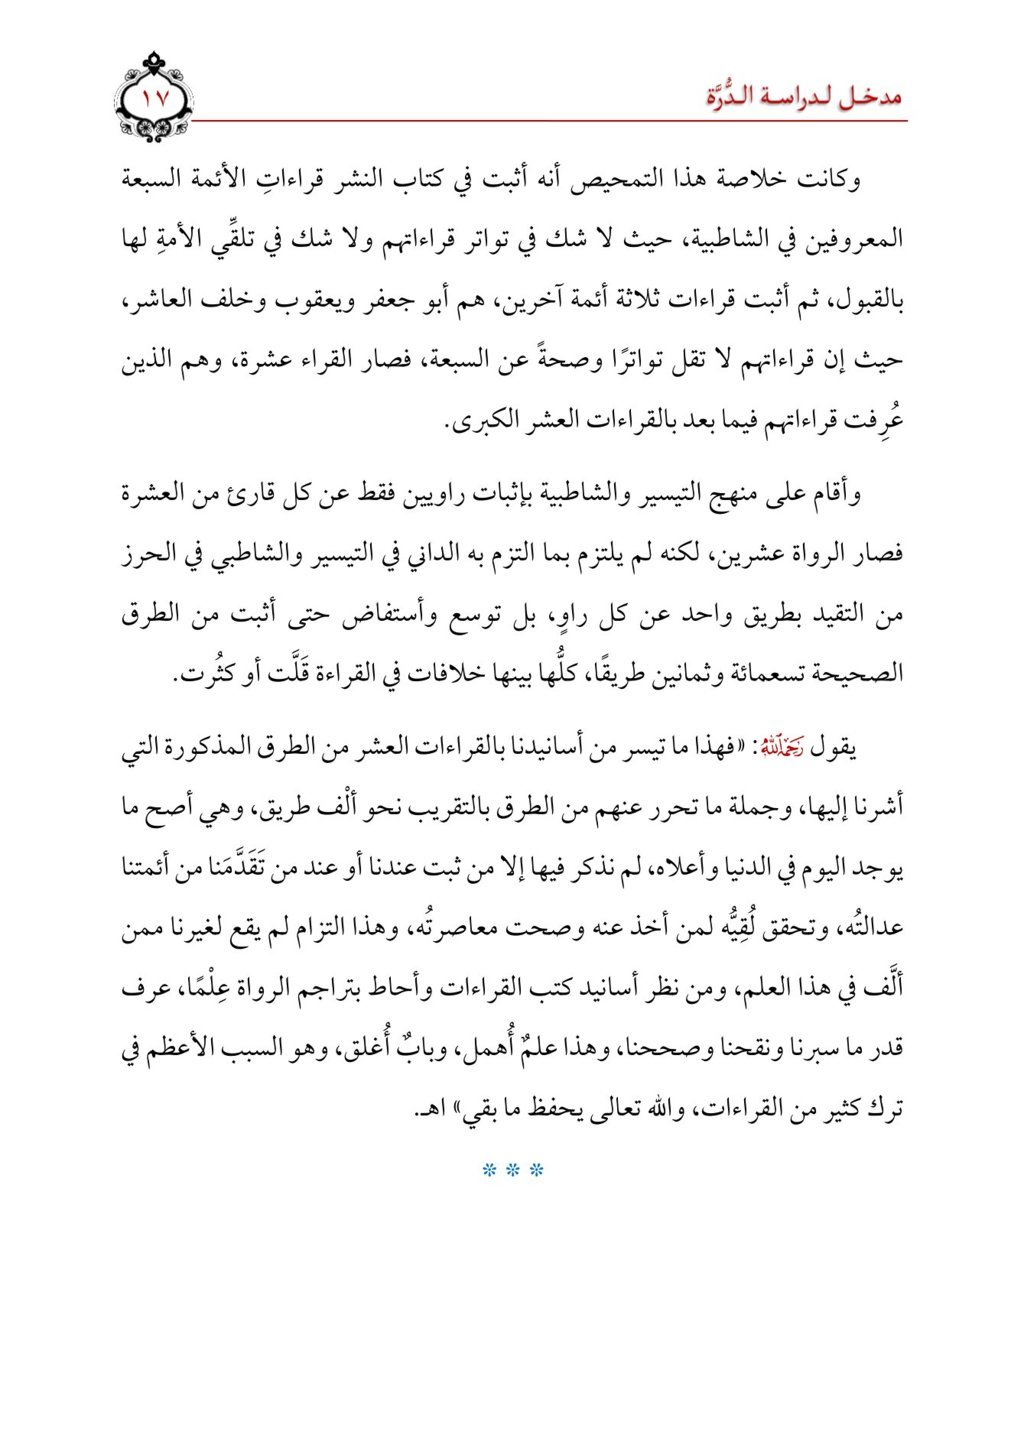 مدخل لدراسة الدُّرَّة
١٧
وكانت خلاصة هذا التمحيص أنه أثبت في كتاب النشر قراءاتِ الأئمة السبعة
المعروفين في الشاطبية، حيث لا شك في تواتر قراءاتهم ولا شك في تلقِّي الأمةِ لها
بالقبول، ثم أثبت قراءات ثلاثة أئمة آخرين، هم أبو جعفر ويعقوب وخلف العاشر،
حيث إن قراءاتهم لا تقل تواترًا وصحةً عن السبعة، فصار القراء عشرة، وهم الذين
عُرِفت قراءاتهم فيما بعد بالقراءات العشر الكبرى.
وأقام على منهج التيسير والشاطبية بإثبات راويين فقط عن كل قارئ من العشرة
فصار الرواة عشرين، لكنه لم يلتزم بما التزم به الداني في التيسير والشاطبي في الحرز
من التقيد بطريق واحد عن كل راوٍ، بل توسع وأستفاض حتى أثبت من الطرق
الصحيحة تسعمائة وثمانين طريقًا، كلُّها بينها خلافات في القراءة قَلَّت أو كثُرت.
يقول رَحِمَهُ اللَّهُ: «فهذا ما تيسر من أسانيدنا بالقراءات العشر من الطرق المذكورة التي
أشرنا إليها، وجملة ما تحرر عنهم من الطرق بالتقريب نحو ألْف طريق، وهي أصح ما
يوجد اليوم في الدنيا وأعلاه، لم نذكر فيها إلا من ثبت عندنا أو عند من تَقَدَّمَنا من أئمتنا
عدالتُه، وتحقق لُقِيُّه لمن أخذ عنه وصحت معاصرتُه، وهذا التزام لم يقع لغيرنا ممن
ألَّف في هذا العلم، ومن نظر أسانيد كتب القراءات وأحاط بتراجم الرواة عِلْمًا، عرف
قدر ما سبرنا ونقحنا وصححنا، وهذا علمٌ أُهمل، وبابٌ أُغلق، وهو السبب الأعظم في
ترك كثير من القراءات، والله تعالى يحفظ ما بقي» اهـ.
* * *